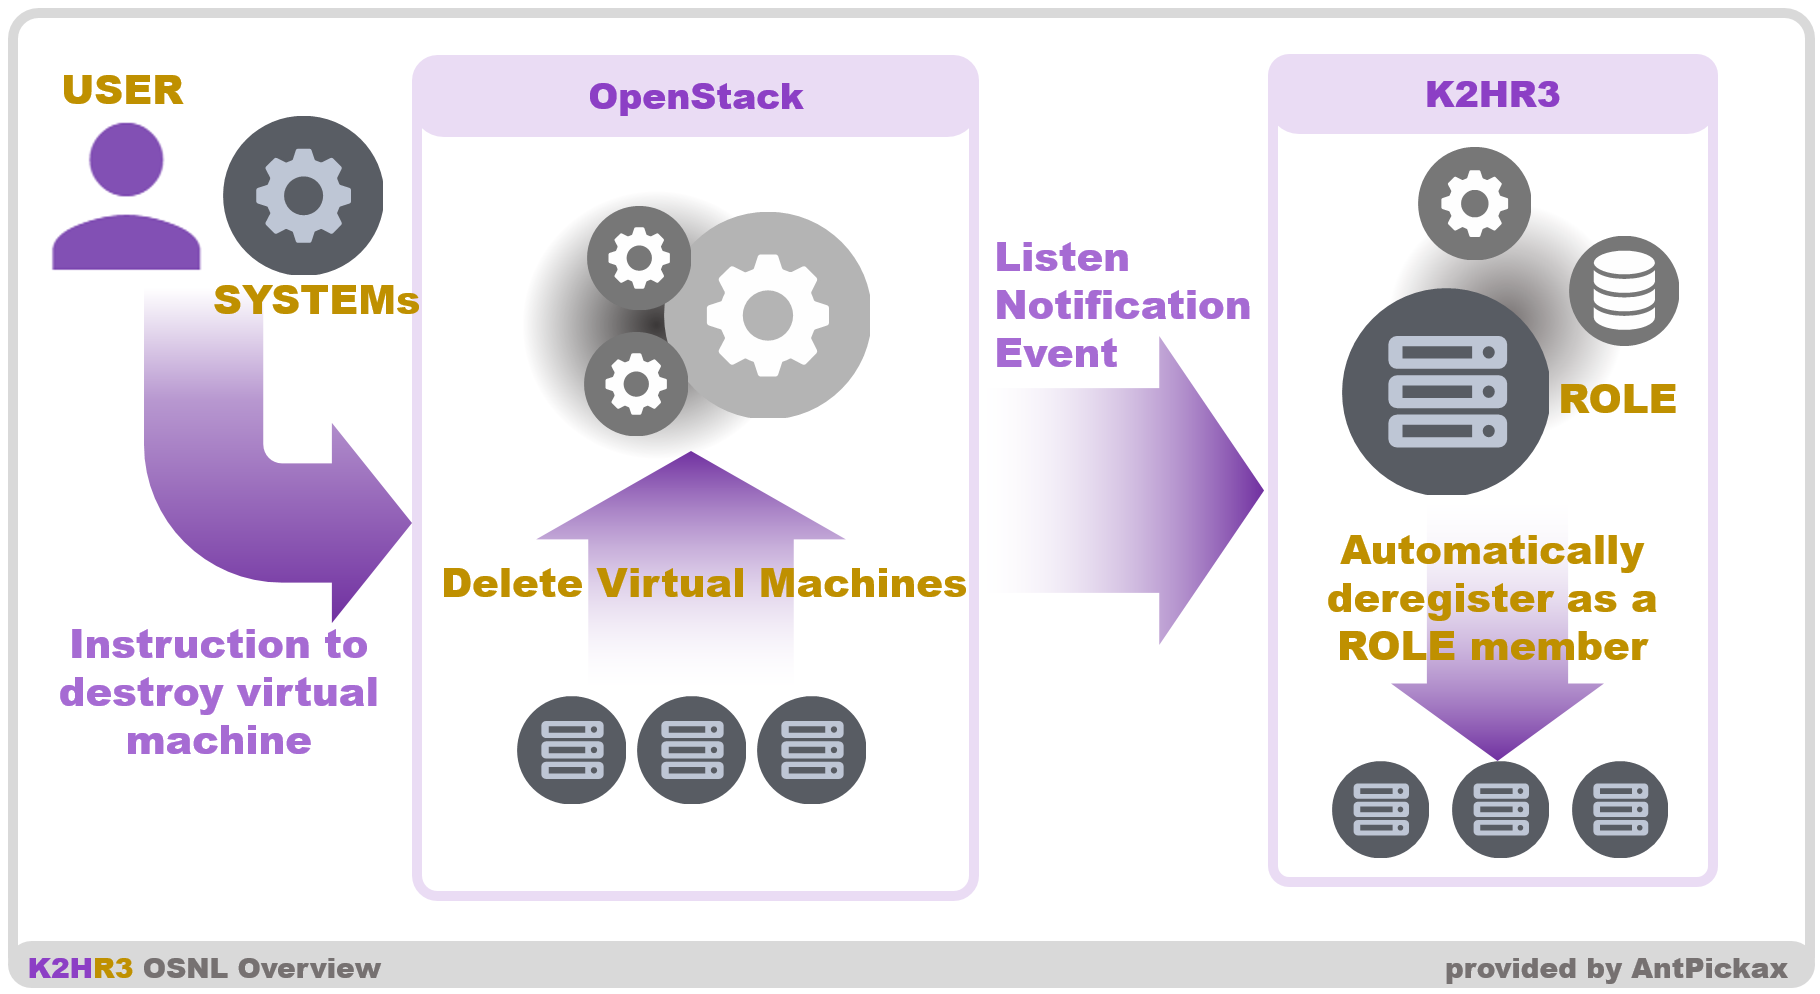 USER
SYSTEMs
Instruction to
destroy virtual
machine
OpenStack
Delete Virtual Machines
Listen
Notification
Event
K2HR3
ROLE
Automatically
deregister as a
ROLE member
K2HR3 OSNL Overview
provided by AntPickax